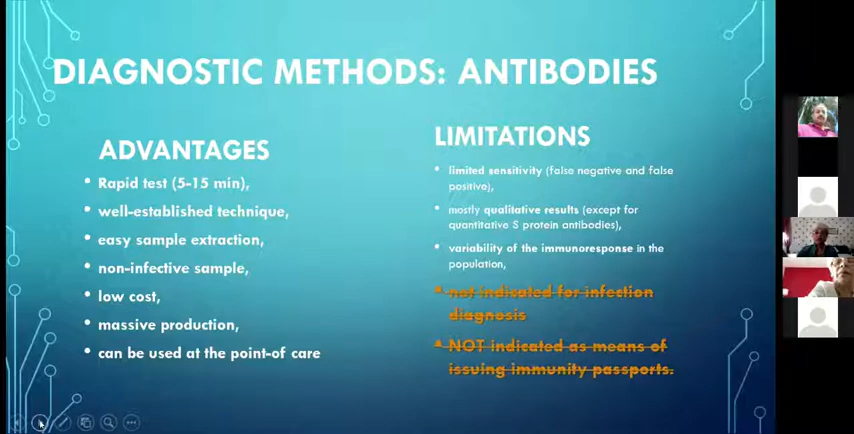 DIAGNOSTIC METHODS: ANTIBODIES
ADVANTAGES
• Rapid test (5-15 min),
• well-established technique,
• easy sample extraction,
• non-infective sample,
• low cost,
• massive production,
• can be used at the point-of care
LIMITATIONS
• limited sensitivity (false negative and false
positive),
• mostly qualitative results (except for
quantitative S protein antibodies),
• variability of the immunoresponse in the
population,
• not indicated for infection
diagnosis
• NOT indicated as means of
issuing immunity passports.